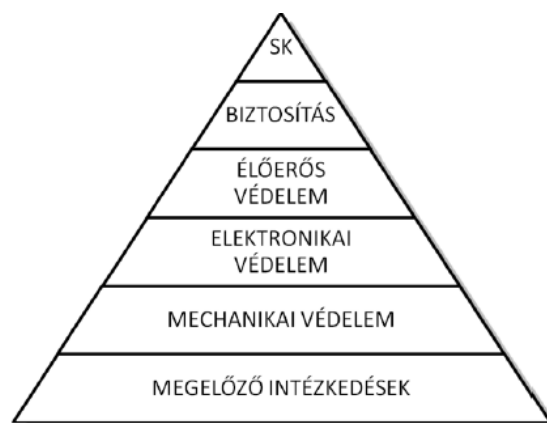 SK
BIZTOSÍTÁS
ÉLŐERŐS
VÉDELEM
ELEKTRONIKAI
VÉDELEM
MECHANIKAI VÉDELEM
MEGELŐZŐ INTÉZKEDÉSEK